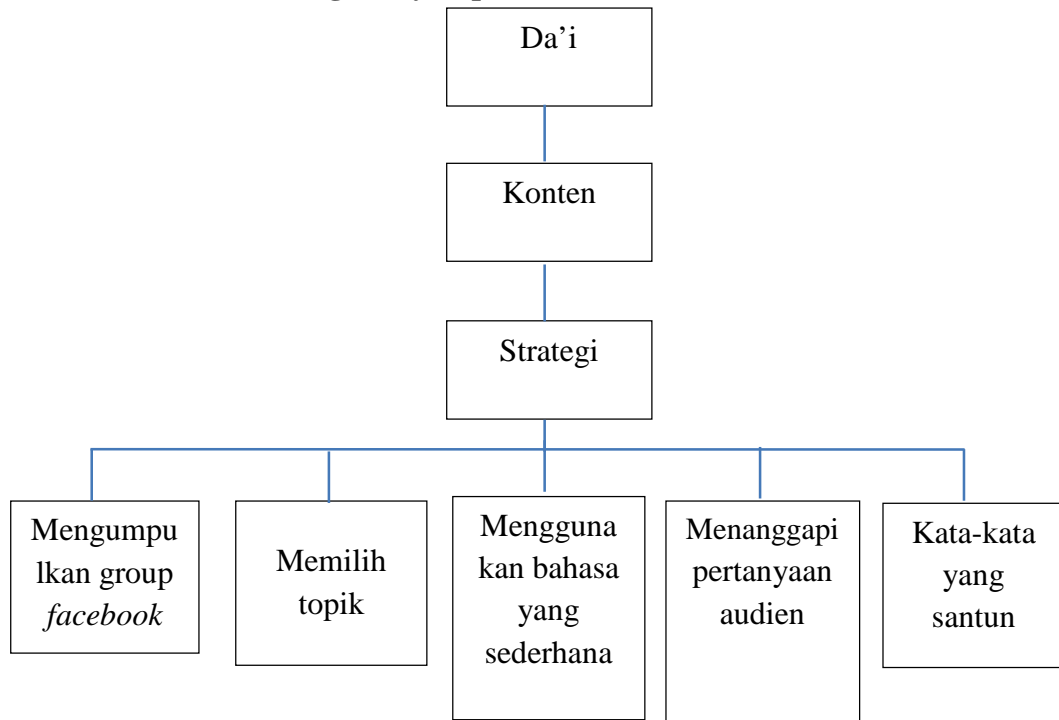 Da’i
Konten
Strategi
Mengumpu
lkan group
facebook
Memilih
topik
Mengguna
kan bahasa
yang
sederhana
Menanggapi
pertanyaan
audien
Kata-kata
yang
santun